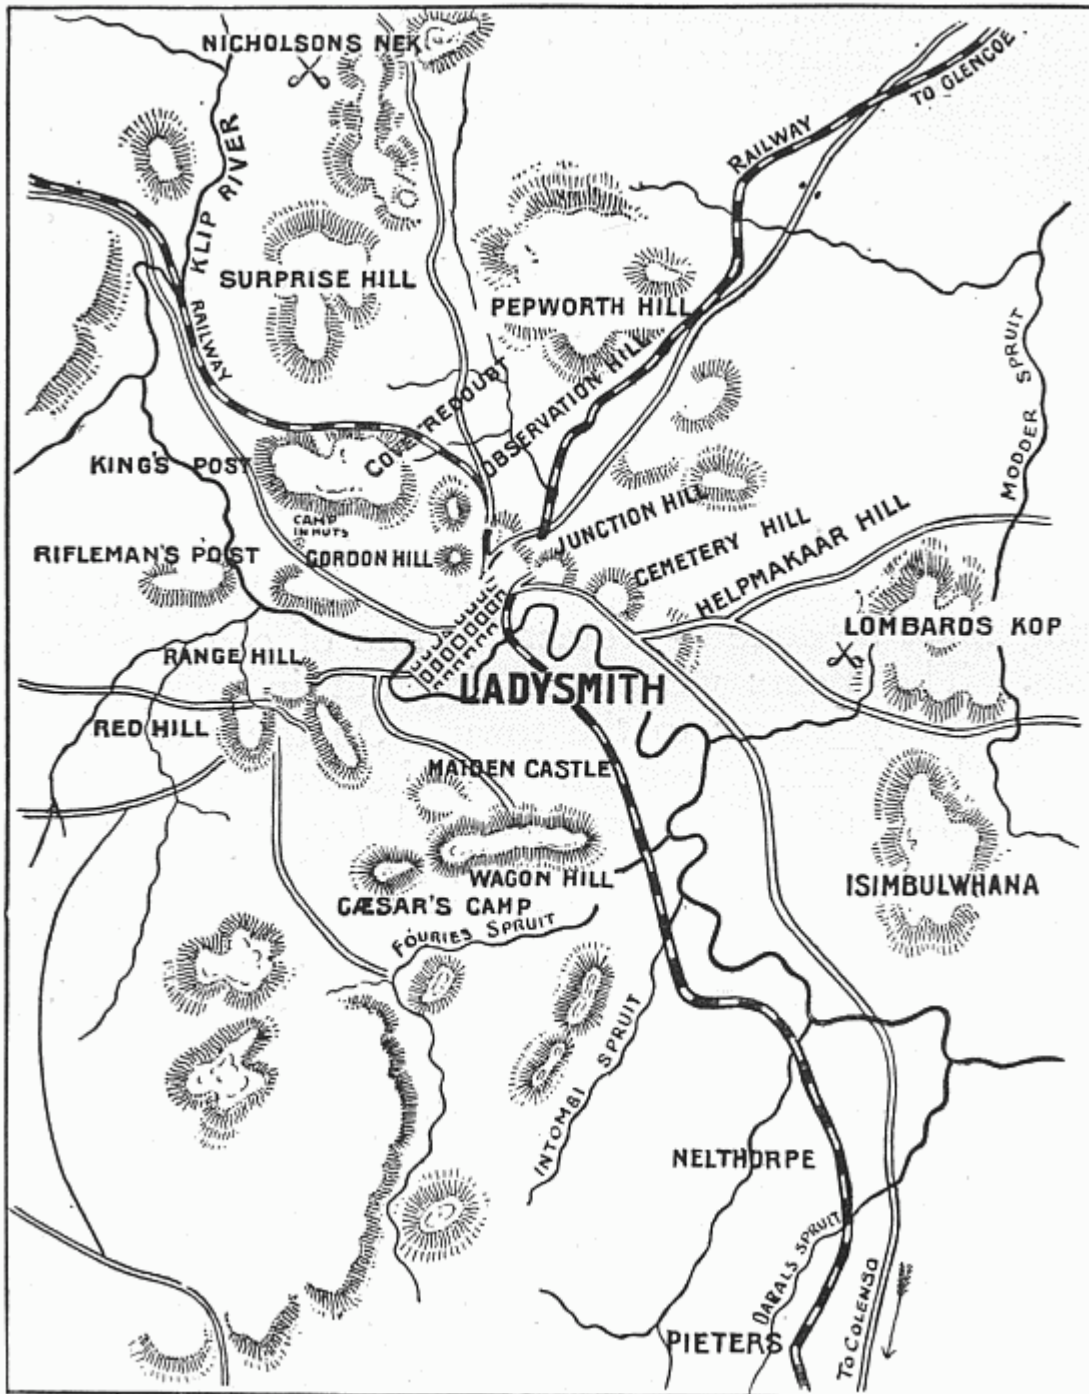 NICHOLSONS NEK
KLIP RIVER
RAILWAY
TO GLENCOE
RAILWAY
SURPRISE HILL
PEPWORTH HILL
MODDER SPRUIT
COVE REDOUBT
OBSERVATION HILL
KING'S POST
CAMP
IN HUTS
GORDON HILL
JUNCTION HILL
CEMETERY HILL
HELPMAKAAR HILL
RIFLEMAN'S POST
LOMBARDS KOP
RANGE HILL
LADYSMITH
RED HILL
MAIDEN CASTLE
WAGON HILL
ISIMBULWHANA
CÆSAR'S CAMP
FOURIES SPRUIT
INTOMBI SPRUIT
NELTHORPE
DARALS SPRUIT
PIETERS
TO COLENSO